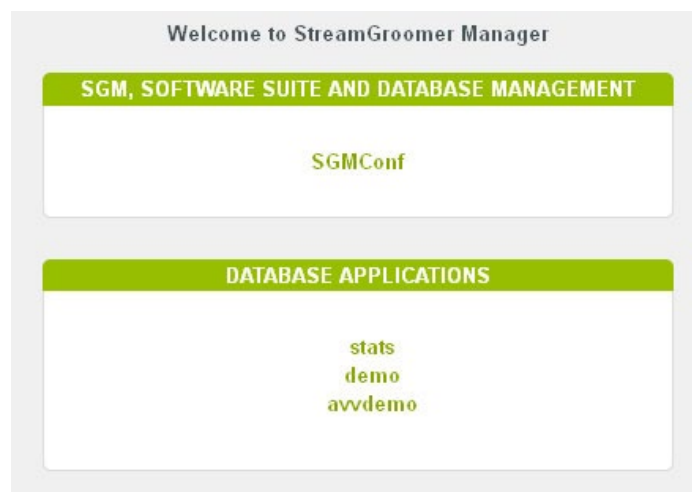 Welcome to StreamGroomer Manager
SGM, SOFTWARE SUITE AND DATABASE MANAGEMENT
SGMConf
DATABASE APPLICATIONS
stats
demo
avvdemo